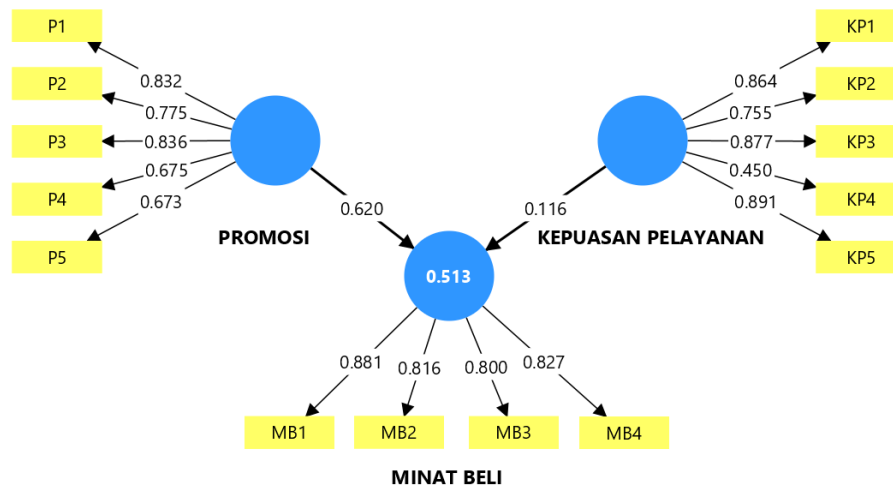 P1
P2
P3
P4
P5
0.832
0.775
0.836
0.675
0.673
KP1
KP2
KP3
KP4
KP5
0.864
0.755
0.877
0.450
0.891
0.620
0.116
PROMOSI
KEPUASAN PELAYANAN
0.513
0.881
0.816
0.800
0.827
MB1
MB2
MB3
MB4
MINAT BELI